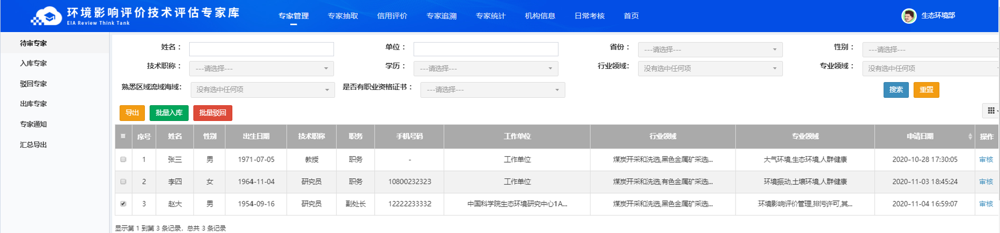 环境影响评价技术评估专家库
EIA Review Think Tank
专家管理 专家抽取 信用评价 专家追溯 专家统计 机构信息 日常考核 首页 生态环境部
待审专家
入库专家
驳回专家
出库专家
专家通知
汇总导出
姓名： 单位： 省份： ---请选择--- 性别： ---请选择---
技术职称： ---请选择--- 学历： ---请选择--- 行业领域： 没有选中任何项 专业领域： 没有选中任何项
熟悉区域流域海域： 没有选中任何项 是否有职业资格证书： ---请选择--- 搜索 重置
导出 批量入库 批量驳回
序号 姓名 性别 出生日期 技术职称 职务 手机号码 工作单位 行业领域 专业领域 申请日期 操作
1 张三 男 1971-07-05 教授 职务 - 工作单位 煤炭开采和洗选,黑色金属矿采选... 大气环境,生态环境,人群健康 2020-10-28 17:30:05 审核
2 李四 女 1964-11-04 研究员 职务 10800232323 工作单位 煤炭开采和洗选,有色金属矿采选... 环境振动,土壤环境,人群健康 2020-11-03 18:45:24 审核
3 赵大 男 1954-09-16 研究员 副处长 12222233332 中国科学院生态环境研究中心1A... 煤炭开采和洗选,黑色金属矿采选... 环境影响评价管理,排污许可,其... 2020-11-04 16:59:07 审核
显示第 1 到第 3 条记录，总共 3 条记录